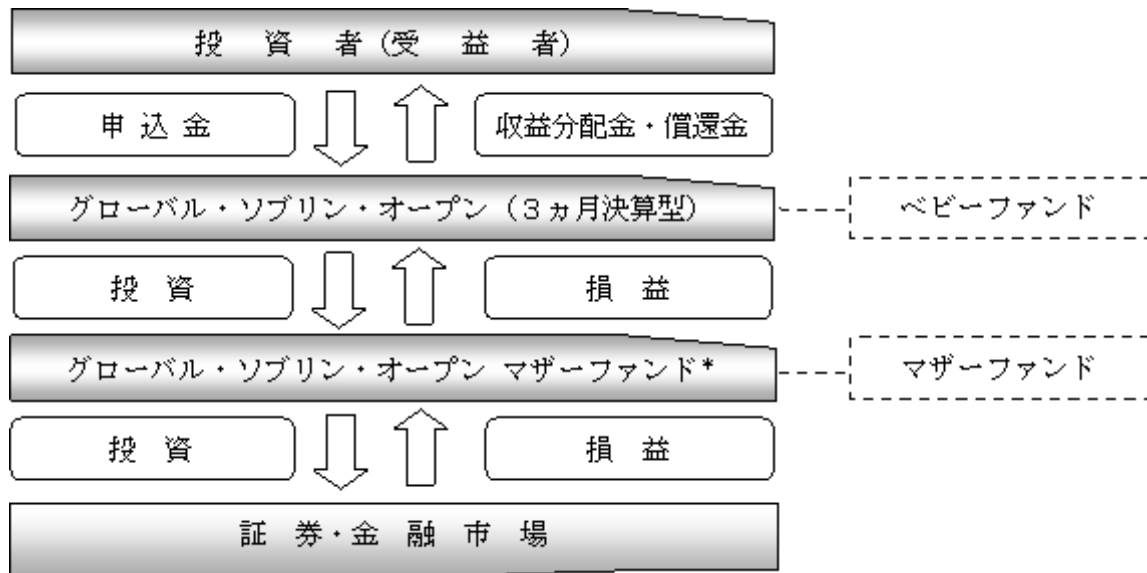 投資者(受益者)
申込金
収益分配金・償還金
グローバル・ソブリン・オープン(3ヵ月決算型)
ベビーファンド
投資
損益
グローバル・ソブリン・オープン マザーファンド*
マザーファンド
投資
損益
証券・金融市場